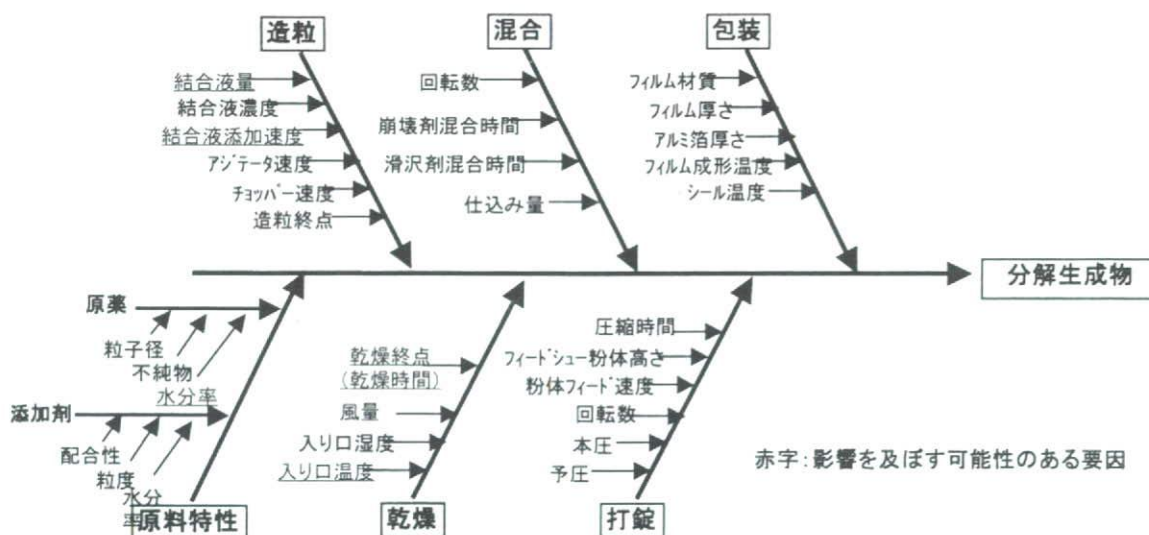 造粒
混合
包装
結合液量
結合液濃度
結合液添加速度
アジテータ速度
チョッパー速度
造粒終点
回転数
崩壊剤混合時間
滑沢剤混合時間
仕込み量
フィルム材質
フィルム厚さ
アルミ箔厚さ
フィルム成形温度
シール温度
分解生成物
原薬
粒子径
不純物
水分率
添加剤
配合性
粒度
水分
率
原料特性
乾燥終点
(乾燥時間)
風量
入り口湿度
入り口温度
乾燥
圧縮時間
フィードシュー粉体高さ
粉体フィード速度
回転数
本圧
予圧
打錠
赤字:影響を及ぼす可能性のある要因